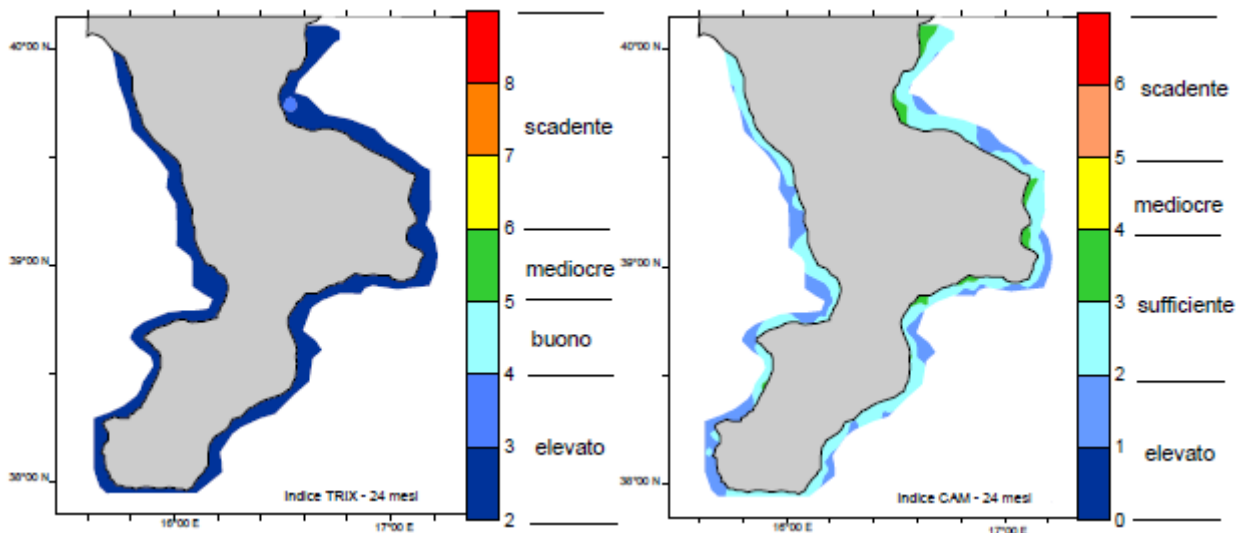 40°00 N
39°00 N
38°00 N
16°00 E
17°00 E
Indice TRIX - 24 mesi
8
7
6
5
4
3
2
scadente
mediocre
buono
elevato
40°00 N
39°00 N
38°00 N
16°00 E
17°00 E
Indice CAM - 24 mesi
6
5
4
3
2
1
0
scadente
mediocre
sufficiente
elevato